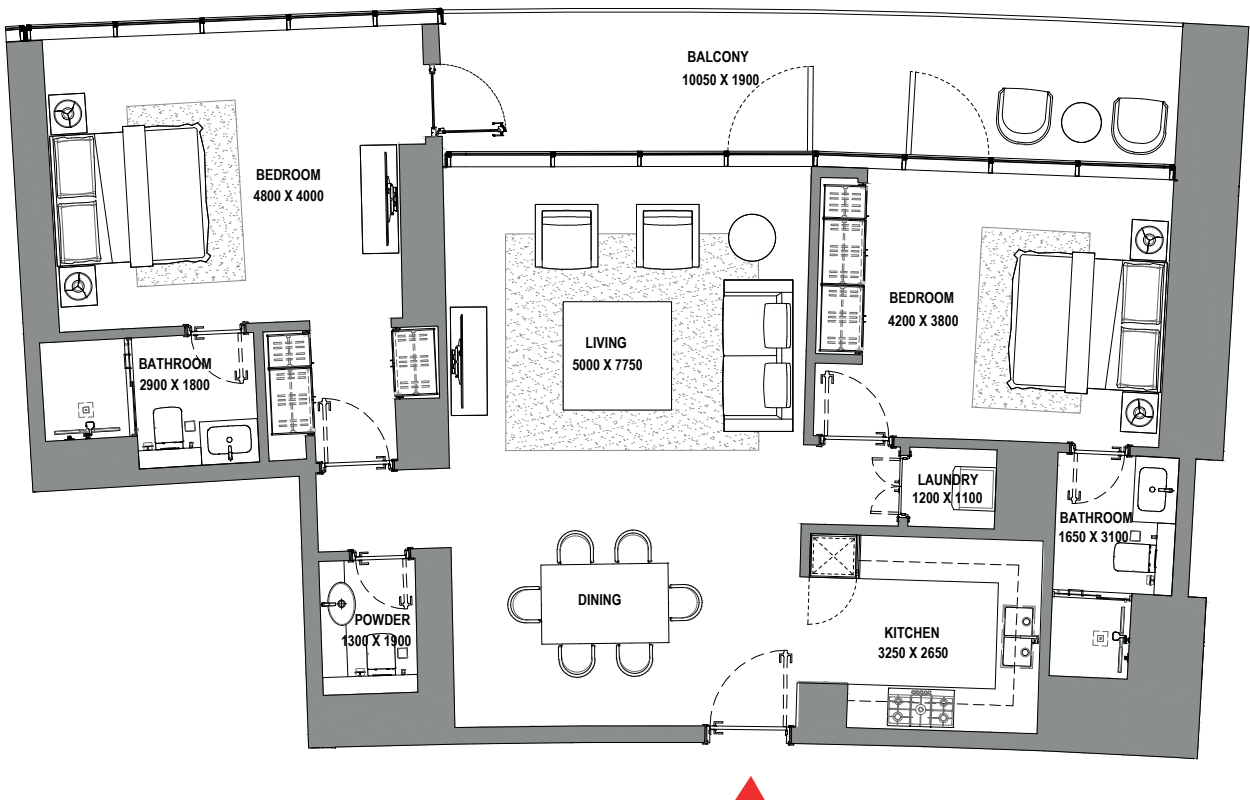 BALCONY
10050 X 1900
BEDROOM
4800 X 4000
BEDROOM
4200 X 3800
LIVING
5000 X 7750
BATHROOM
2900 X 1800
LAUNDRY
1200 X 1100
BATHROOM
1650 X 3100
DINING
POWDER
1300 X 1900
KITCHEN
3250 X 2650